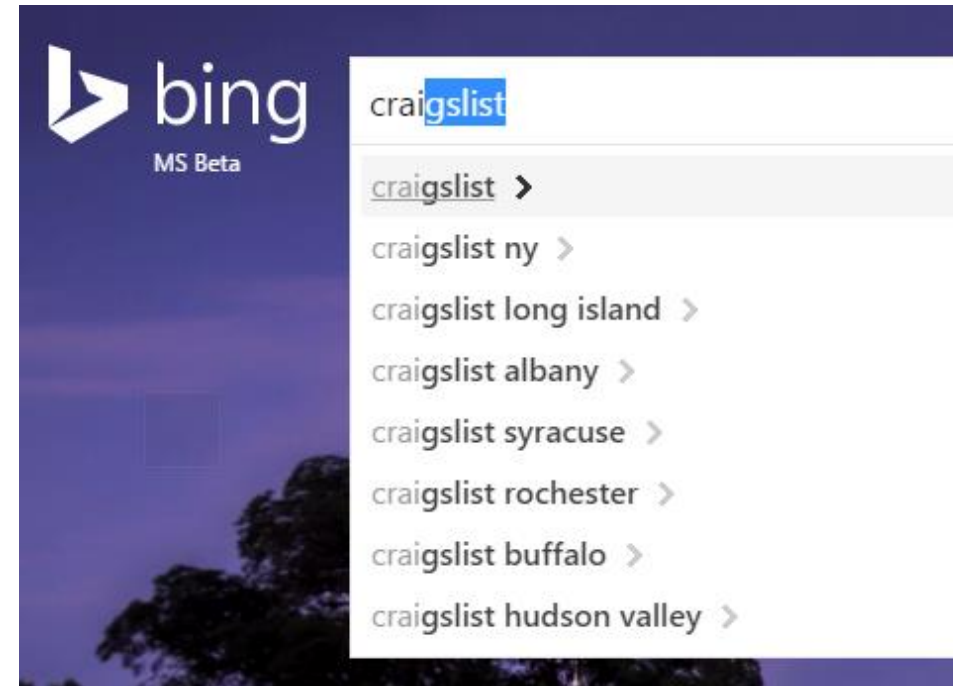 bing
MS Beta
craigslist
craigslist >
craigslist ny >
craigslist long island >
craigslist albany >
craigslist syracuse >
craigslist rochester >
craigslist buffalo >
craigslist hudson valley >